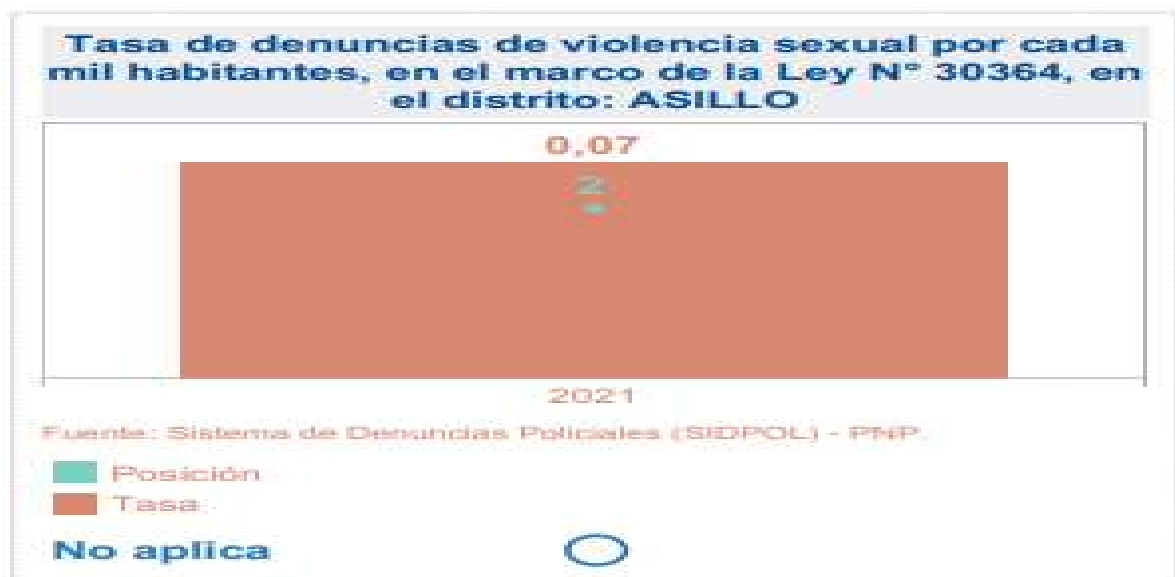 Tasa de denuncias de violencia sexual por cada
mil habitantes, en el marco de la Ley N° 30364, en
el distrito: ASILLO
0,07
2
2021
Fuente: Sistema de Denuncias Policiales (SIDPOL) - PNP.
Posición
Tasa
No aplica